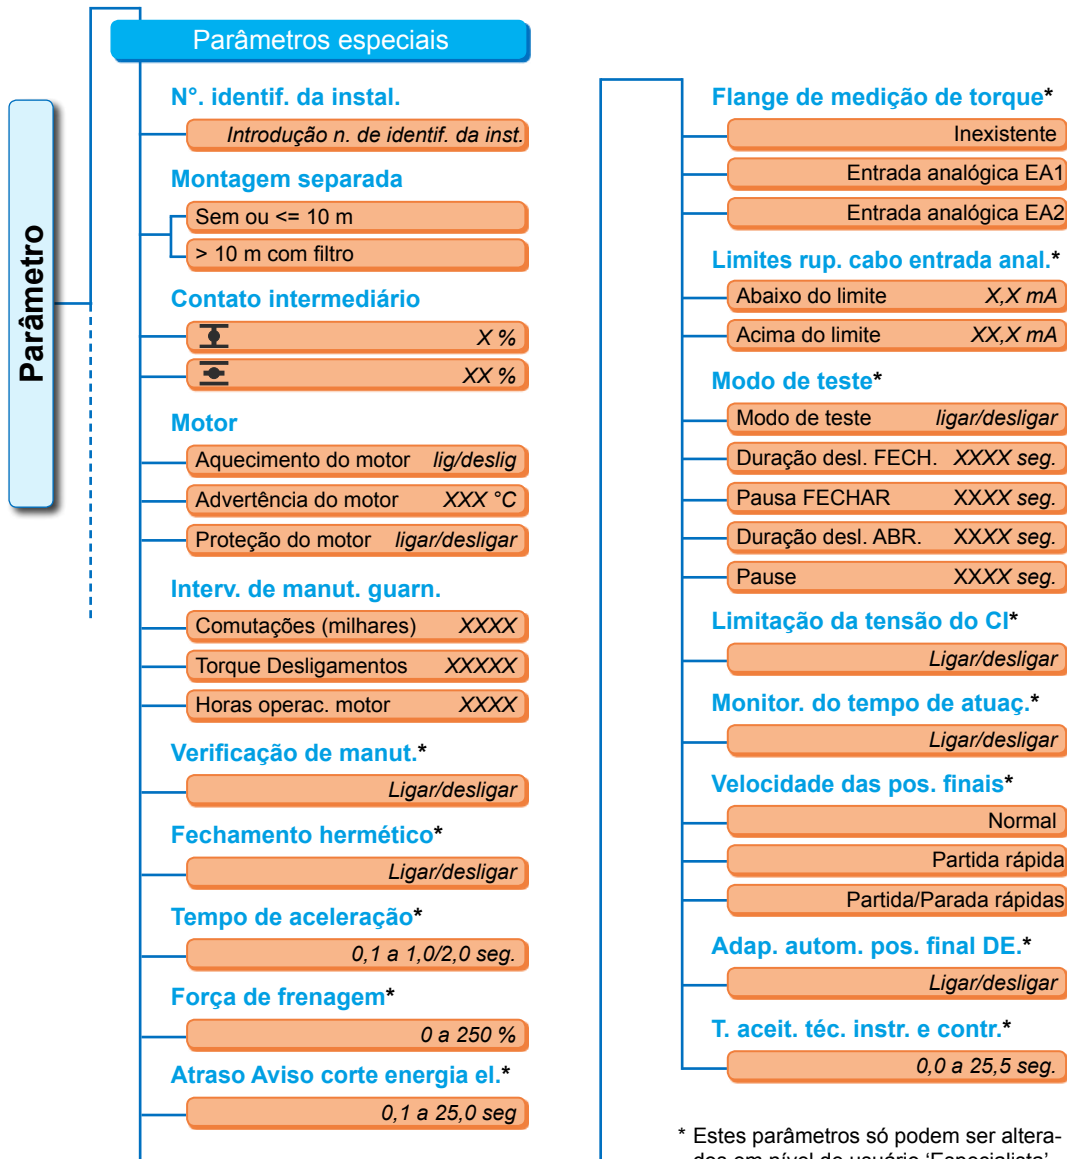 Parâmetro
Parâmetros especiais
N°. identif. da instal.
Introdução n. de identif. da inst.
Montagem separada
Sem ou <= 10 m
> 10 m com filtro
Contato intermediário
X %
XX %
Motor
Aquecimento do motor lig/deslig
Advertência do motor XXX °C
Proteção do motor ligar/desligar
Interv. de manut. guarn.
Comutações (milhares) XXXX
Torque Desligamentos XXXXX
Horas operac. motor XXXX
Verificação de manut.*
Ligar/desligar
Fechamento hermético*
Ligar/desligar
Tempo de aceleração*
0,1 a 1,0/2,0 seg.
Força de frenagem*
0 a 250 %
Atraso Aviso corte energia el.*
0,1 a 25,0 seg
Flange de medição de torque*
Inexistente
Entrada analógica EA1
Entrada analógica EA2
Limites rup. cabo entrada anal.*
Abaixo do limite X,X mA
Acima do limite XX,X mA
Modo de teste*
Modo de teste ligar/desligar
Duração desl. FECH. XXXX seg.
Pausa FECHAR XXXX seg.
Duração desl. ABR. XXXX seg.
Pause XXXX seg.
Limitação da tensão do CI*
Ligar/desligar
Monitor. do tempo de atuaç.*
Ligar/desligar
Velocidade das pos. finais*
Normal
Partida rápida
Partida/Parada rápidas
Adap. autom. pos. final DE.*
Ligar/desligar
T. aceit. téc. instr. e contr.*
0,0 a 25,5 seg.
* Estes parâmetros só podem ser altera-
dos em nível de usuário ‘Especialista’